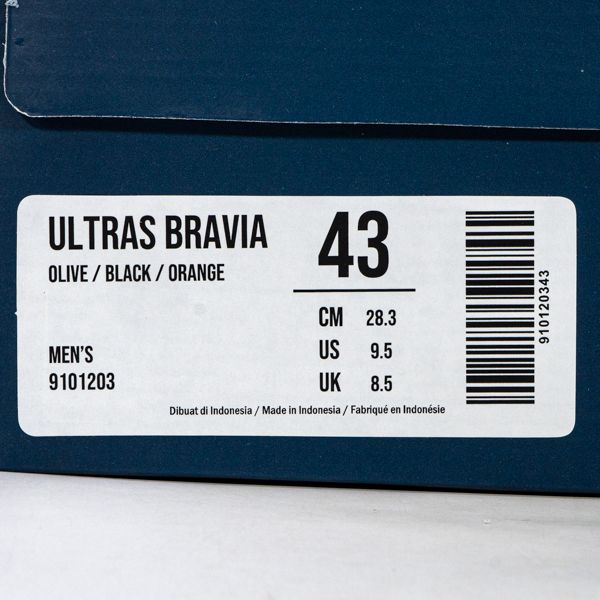 ULTRAS BRAVIA
OLIVE / BLACK / ORANGE
MEN'S
9101203
43
CM 28.3
US 9.5
UK 8.5
Dibuat di Indonesia / Made in Indonesia / Fabriqué en Indonésie
910120343